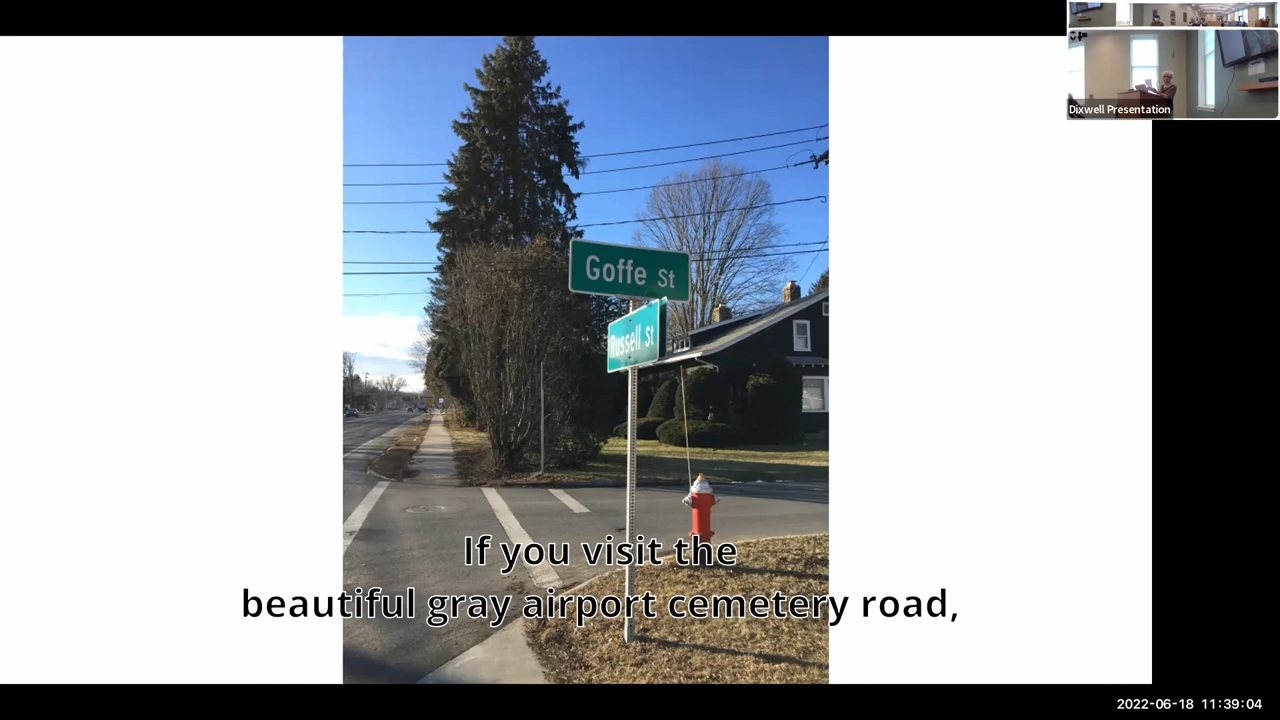 Dixwell Presentation
Goffe St
Russell St
If you visit the
beautiful gray airport cemetery road,
2022-06-18 11:39:04